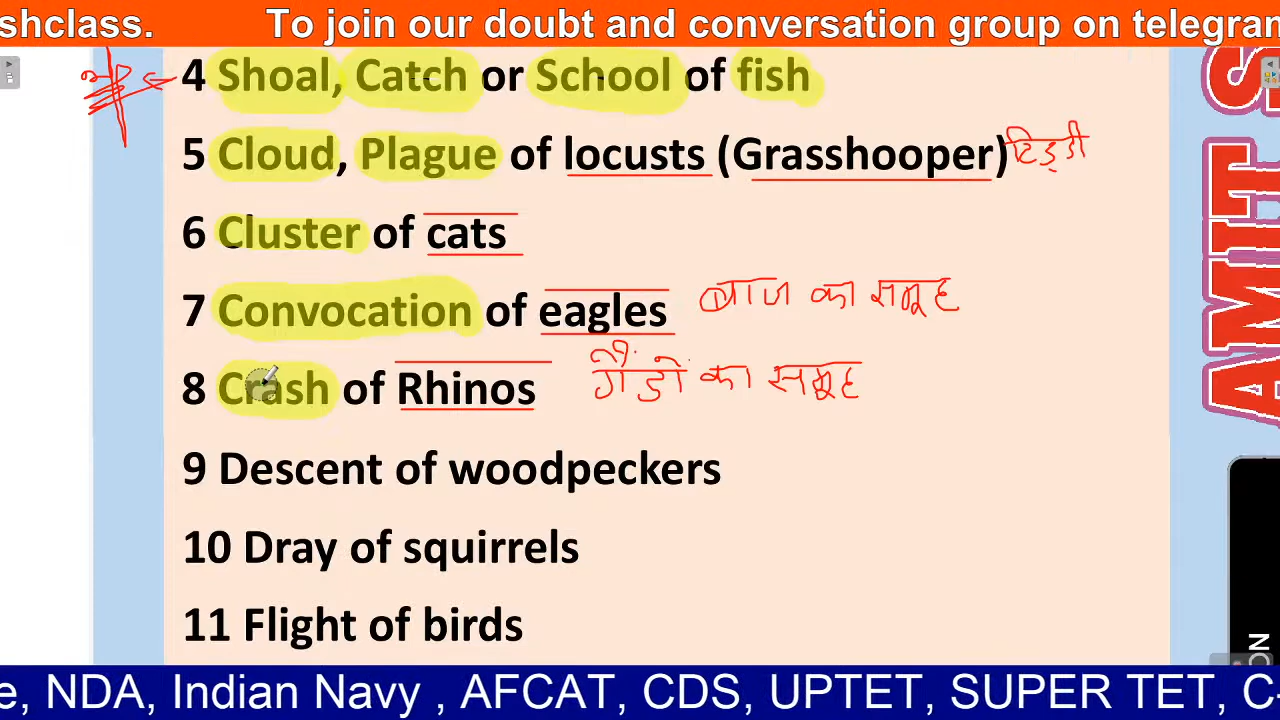 shclass. To join our doubt and conversation group on telegran
4 Shoal, Catch or School of fish
5 Cloud, Plague of locusts (Grasshooper) टिड्डी
6 Cluster of cats
7 Convocation of eagles बाज का समूह
8 Crash of Rhinos गैंडों का समूह
9 Descent of woodpeckers
10 Dray of squirrels
11 Flight of birds
AMIT S
ON
e, NDA, Indian Navy , AFCAT, CDS, UPTET, SUPER TET, C-